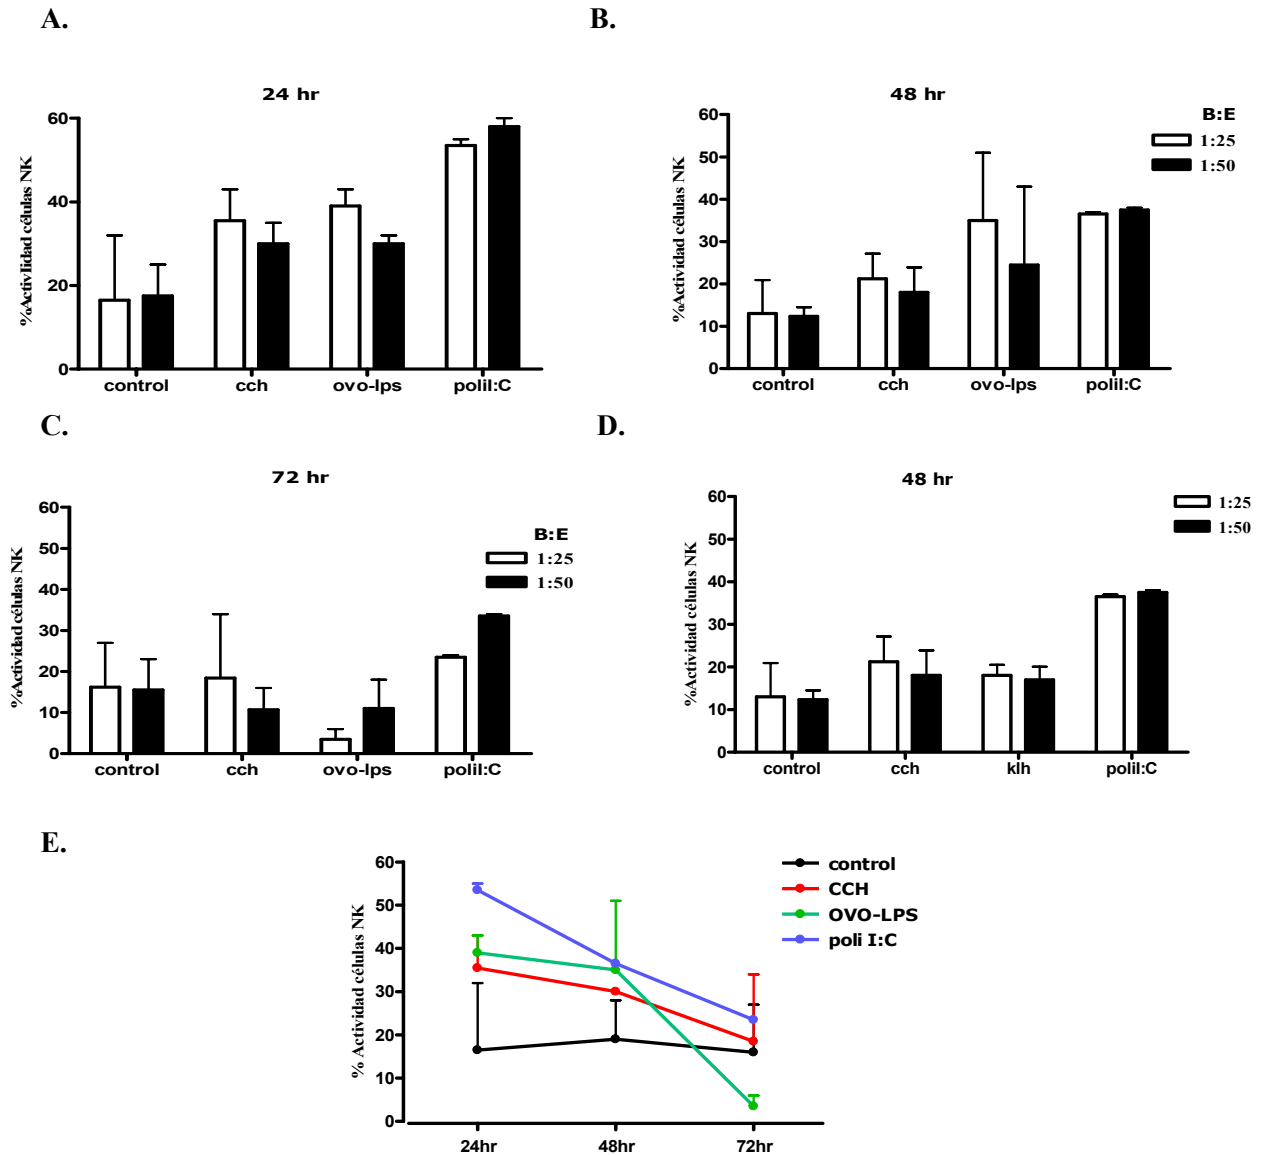 A.
B.
24 hr
60
40
20
0
%Activlidad células NK
control cch ovo-lps poliI:C
48 hr
B:E
1:25
1:50
60
50
40
30
20
10
0
%Actividad células NK
control cch ovo-lps poliI:C
C.
D.
72 hr
B:E
1:25
1:50
60
50
40
30
20
10
0
%Actividad células NK
control cch ovo-lps poliI:C
48 hr
1:25
1:50
60
50
40
30
20
10
0
%Actividad células NK
control cch klh poliI:C
E.
60
50
40
30
20
10
0
% Actividad células NK
24hr 48hr 72hr
control
CCH
OVO-LPS
poli I:C